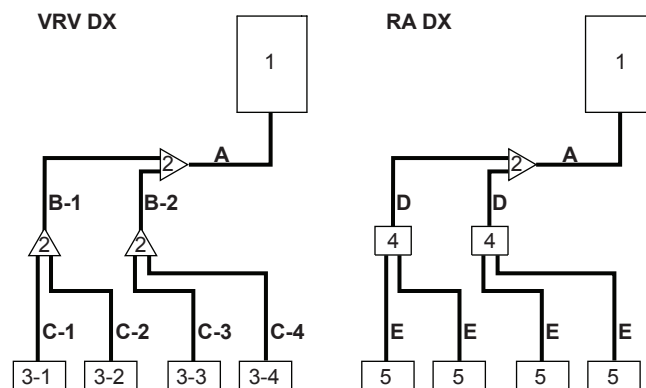 VRV DX RA DX
1 1
2 A 2 A
B-1 B-2 D D
2 2 4 4
C-1 C-2 C-3 C-4 E E E E
3-1 3-2 3-3 3-4 5 5 5 5